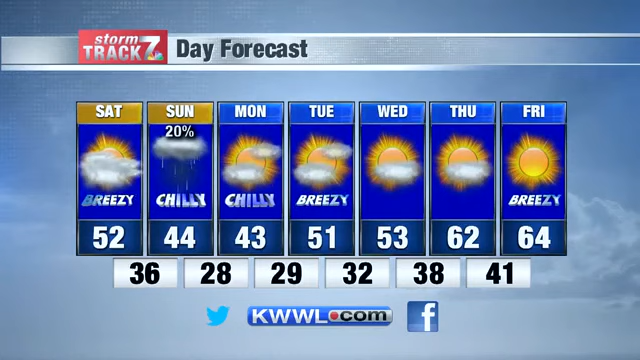 storm
TRACK 7 Day Forecast
SAT SUN MON TUE WED THU FRI
20%
BREEZY CHILLY CHILLY BREEZY BREEZY
52 44 43 51 53 62 64
36 28 29 32 38 41
KWWL.com f